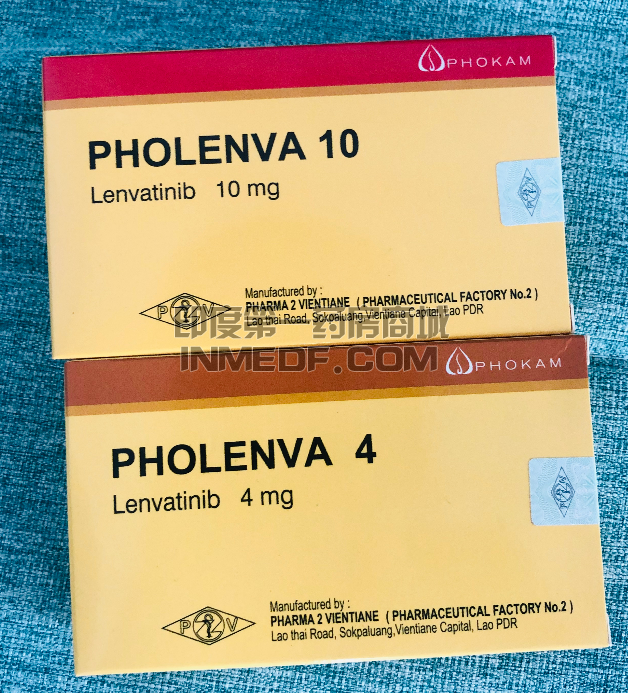 PHOKAM
PHOLENVA 10
Lenvatinib 10 mg
P V
Manufactured by :
PHARMA 2 VIENTIANE ( PHARMACEUTICAL FACTORY No.2 )
Lao thai Road, Sokpaluang,Vientiane Capital, Lao PDR
印度第一药房商城
INMEDF.COM
PHOKAM
PHOLENVA 4
Lenvatinib 4 mg
P V
Manufactured by :
PHARMA 2 VIENTIANE ( PHARMACEUTICAL FACTORY No.2 )
Lao thai Road, Sokpaluang,Vientiane Capital, Lao PDR